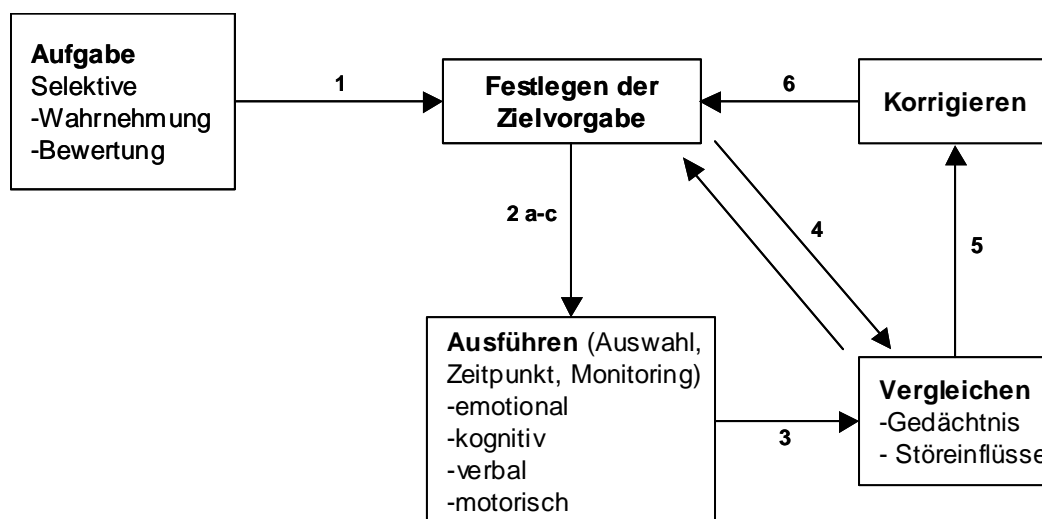 Aufgabe
Selektive
-Wahrnehmung
-Bewertung
1
Festlegen der
Zielvorgabe
6
Korrigieren
2 a-c
4
5
Ausführen (Auswahl,
Zeitpunkt, Monitoring)
-emotional
-kognitiv
-verbal
-motorisch
3
Vergleichen
-Gedächtnis
- Störeinflüsse